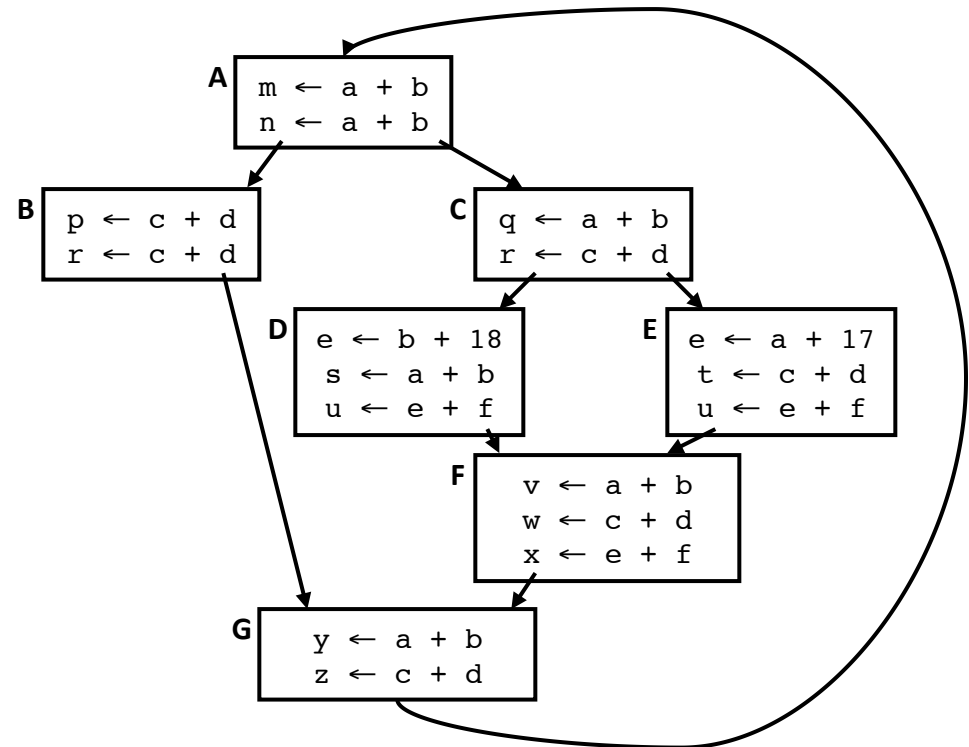 A
m ← a + b
n ← a + b
B
p ← c + d
r ← c + d
C
q ← a + b
r ← c + d
D
e ← b + 18
s ← a + b
u ← e + f
E
e ← a + 17
t ← c + d
u ← e + f
F
v ← a + b
w ← c + d
x ← e + f
G
y ← a + b
z ← c + d